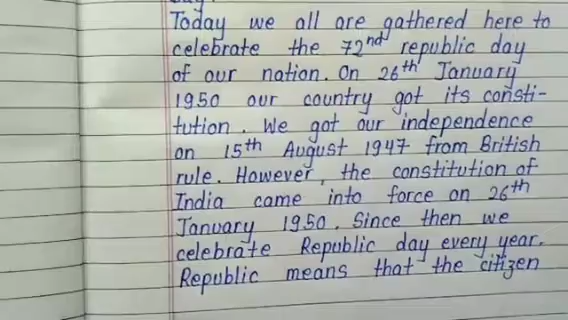 Today we all are gathered here to
celebrate the 72nd republic day
of our nation. On 26th January
1950 our country got its consti-
tution. We got our independence
on 15th August 1947 from British
rule. However, the constitution of
India came into force on 26th
January 1950. Since then we
celebrate Republic day every year.
Republic means that the citizen